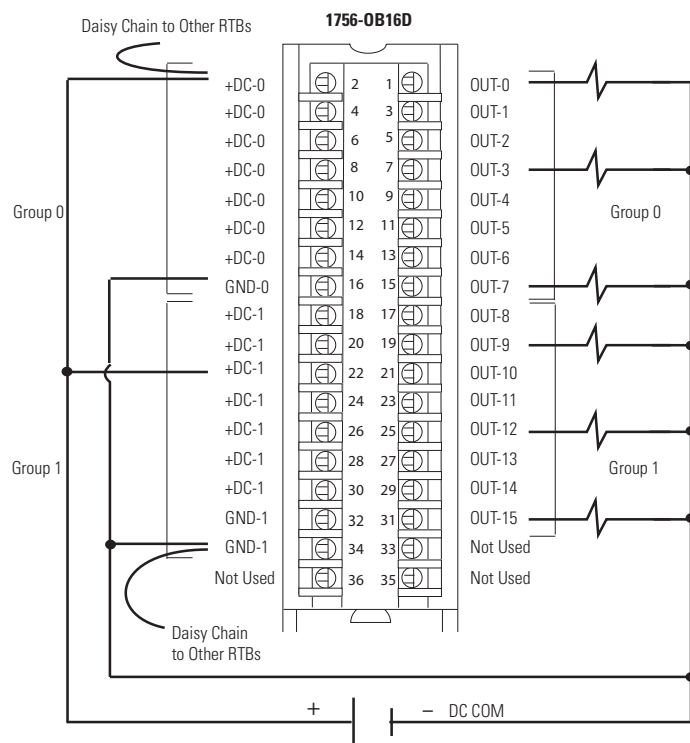 1756-OB16D
Daisy Chain to Other RTBs
+DC-0 2 1 OUT-0
+DC-0 4 3 OUT-1
+DC-0 6 5 OUT-2
+DC-0 8 7 OUT-3
+DC-0 10 9 OUT-4
Group 0 Group 0
+DC-0 12 11 OUT-5
+DC-0 14 13 OUT-6
GND-0 16 15 OUT-7
+DC-1 18 17 OUT-8
+DC-1 20 19 OUT-9
+DC-1 22 21 OUT-10
+DC-1 24 23 OUT-11
+DC-1 26 25 OUT-12
+DC-1 28 27 OUT-13
Group 1 Group 1
+DC-1 30 29 OUT-14
GND-1 32 31 OUT-15
GND-1 34 33 Not Used
Not Used 36 35 Not Used
Daisy Chain
to Other RTBs
+ – DC COM